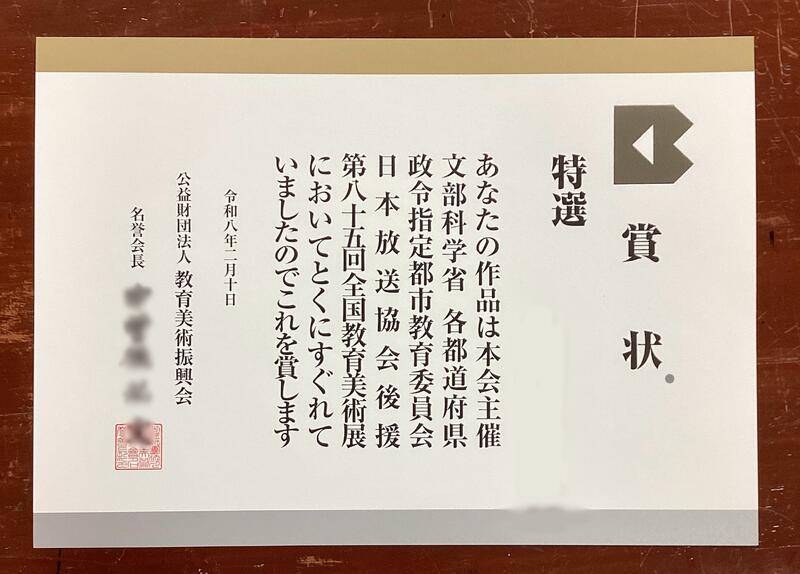 賞状
特選
あなたの作品は本会主催
文部科学省 各都道府県
政令指定都市教育委員会
日本放送協会後援
第八十五回全国教育美術展
においてとくにすぐれて
いましたのでこれを賞します
令和八年二月十日
公益財団法人 教育美術振興会
名誉会長